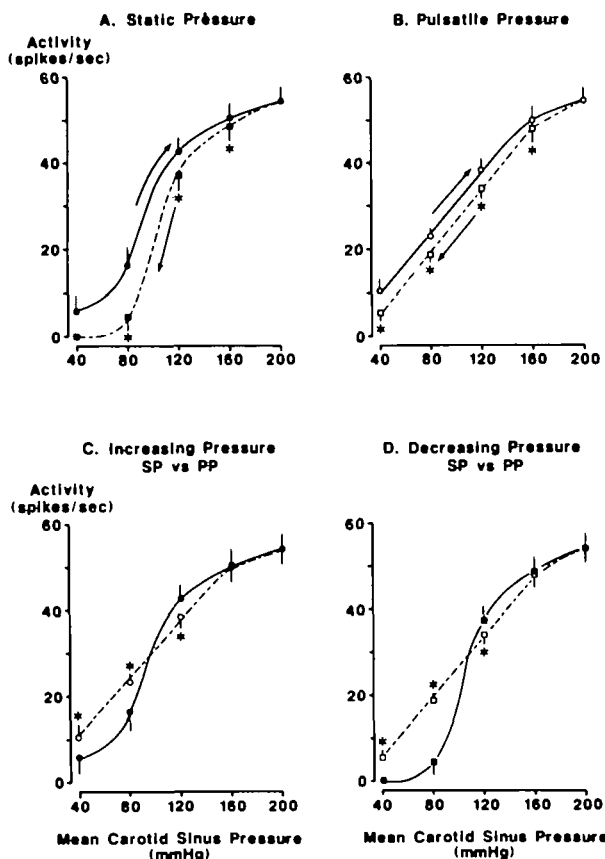 A. Static Pressure
B. Pulsatile Pressure
Activity
(spikes/sec)
60
40
20
0
40 80 120 160 200
60
40
20
0
40 80 120 160 200
C. Increasing Pressure
SP vs PP
D. Decreasing Pressure
SP vs PP
Activity
(spikes/sec)
60
40
20
0
40 80 120 160 200
Mean Carotid Sinus Pressure
(mmHg)
60
40
20
0
40 80 120 160 200
Mean Carotid Sinus Pressure
(mmHg)